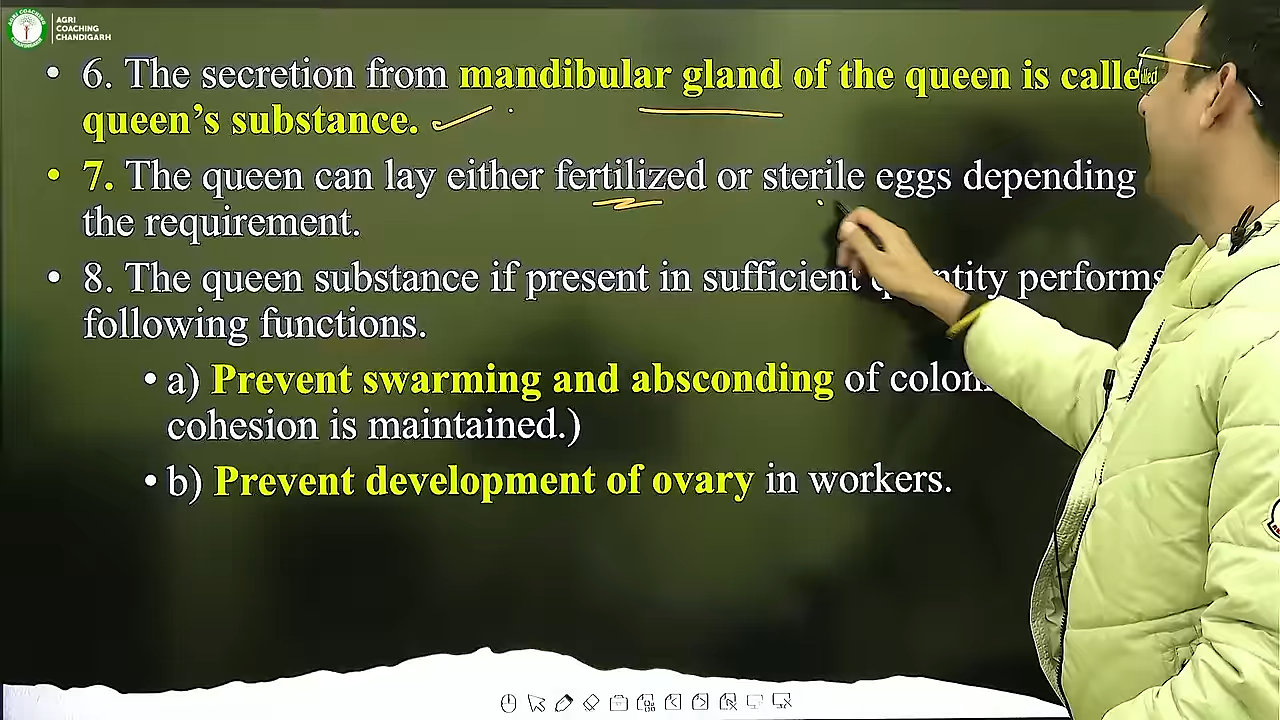 AGRI
COACHING
CHANDIGARH
• 6. The secretion from mandibular gland of the queen is called
queen’s substance.
• 7. The queen can lay either fertilized or sterile eggs depending
the requirement.
• 8. The queen substance if present in sufficient performs
following functions.
• a) Prevent swarming and absconding of
cohesion is maintained.)
• b) Prevent development of ovary in workers.